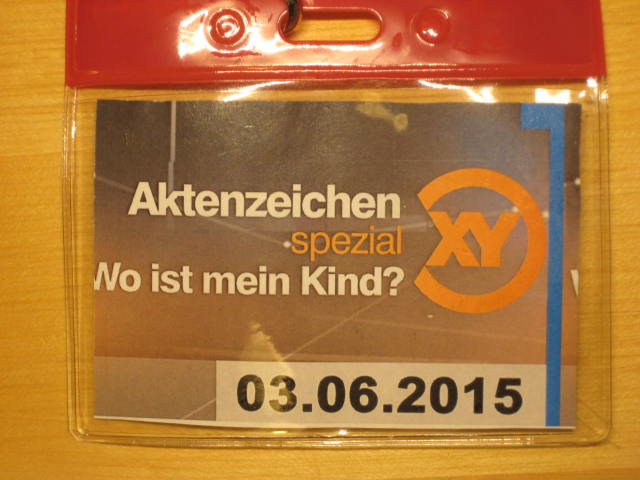 Aktenzeichen
spezial
XY
Wo ist mein Kind?
03.06.2015